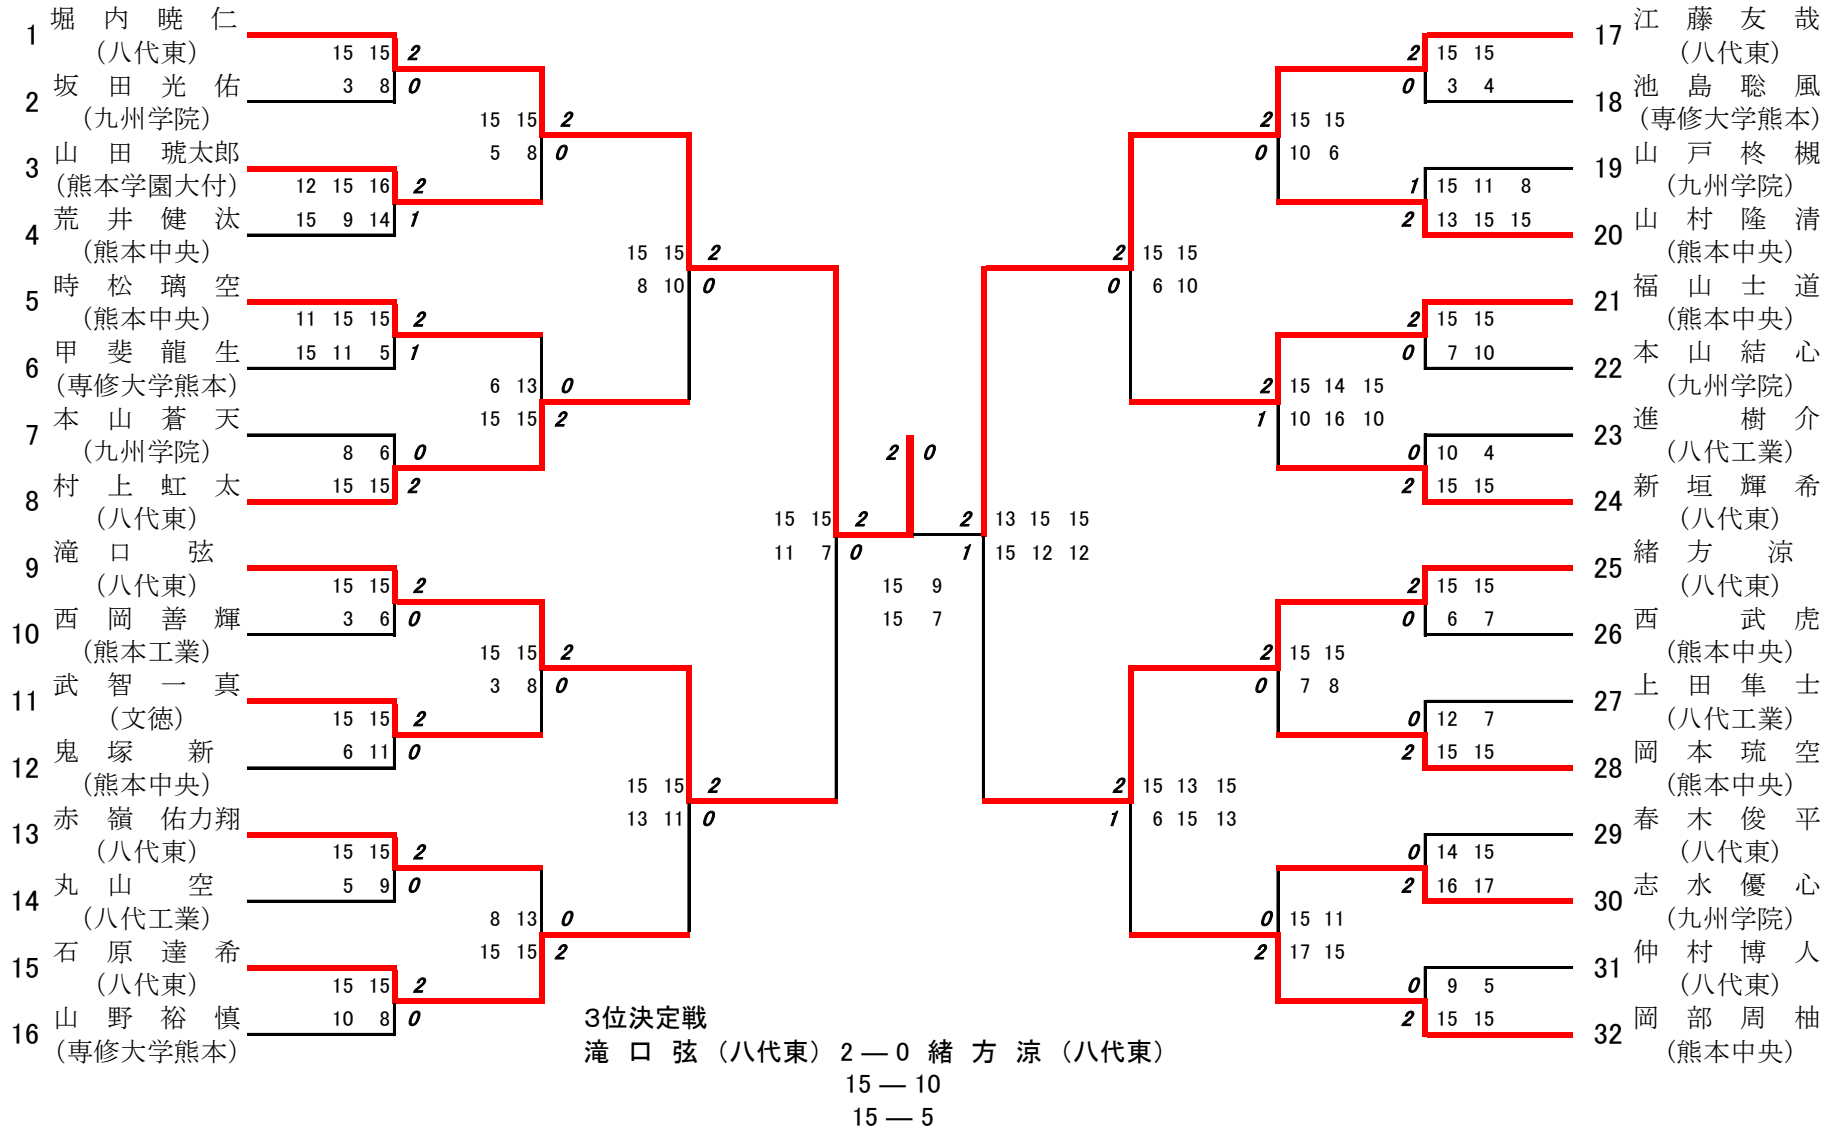 1 堀内暁仁 (八代東)
15 15 2
3 8 0
2 坂田光佑 (九州学院)
15 15 2
5 8 0
3 山田琥太郎 (熊本学園大付)
12 15 16 2
15 9 14 1
4 荒井健汰 (熊本中央)
15 15 2
8 10 0
5 時松璃空 (熊本中央)
11 15 15 2
15 11 5 1
6 甲斐龍生 (専修大学熊本)
6 13 0
15 15 2
7 本山蒼天 (九州学院)
8 6 0
15 15 2
8 村上虹太 (八代東)
15 15 2
11 7 0
9 滝口弦 (八代東)
15 15 2
3 6 0
10 西岡善輝 (熊本工業)
15 15 2
3 8 0
11 武智一真 (文徳)
15 15 2
6 11 0
12 鬼塚新 (熊本中央)
15 15 2
13 11 0
13 赤嶺佑力翔 (八代東)
15 15 2
5 9 0
14 丸山空 (八代工業)
8 13 0
15 15 2
15 石原達希 (八代東)
15 15 2
10 8 0
16 山野裕慎 (専修大学熊本)
2 0
15 9
15 7
17 江藤友哉 (八代東)
2 15 15
0 3 4
18 池島聡風 (専修大学熊本)
2 15 15
0 10 6
19 山戸柊槻 (九州学院)
1 15 11 8
2 13 15 15
20 山村隆清 (熊本中央)
2 15 15
0 6 10
21 福山士道 (熊本中央)
2 15 15
0 7 10
22 本山結心 (九州学院)
2 15 14 15
1 10 16 10
23 進樹介 (八代工業)
0 10 4
2 15 15
24 新垣輝希 (八代東)
2 13 15 15
1 15 12 12
25 緒方涼 (八代東)
2 15 15
0 6 7
26 西武虎 (熊本中央)
2 15 15
0 7 8
27 上田隼士 (八代工業)
0 12 7
2 15 15
28 岡本琉空 (熊本中央)
2 15 13 15
1 6 15 13
29 春木俊平 (八代東)
0 14 15
2 16 17
30 志水優心 (九州学院)
0 15 11
2 17 15
31 仲村博人 (八代東)
0 9 5
2 15 15
32 岡部周柚 (熊本中央)
3位決定戦
滝口弦(八代東) 2 ― 0 緒方涼(八代東)
15 ― 10
15 ― 5